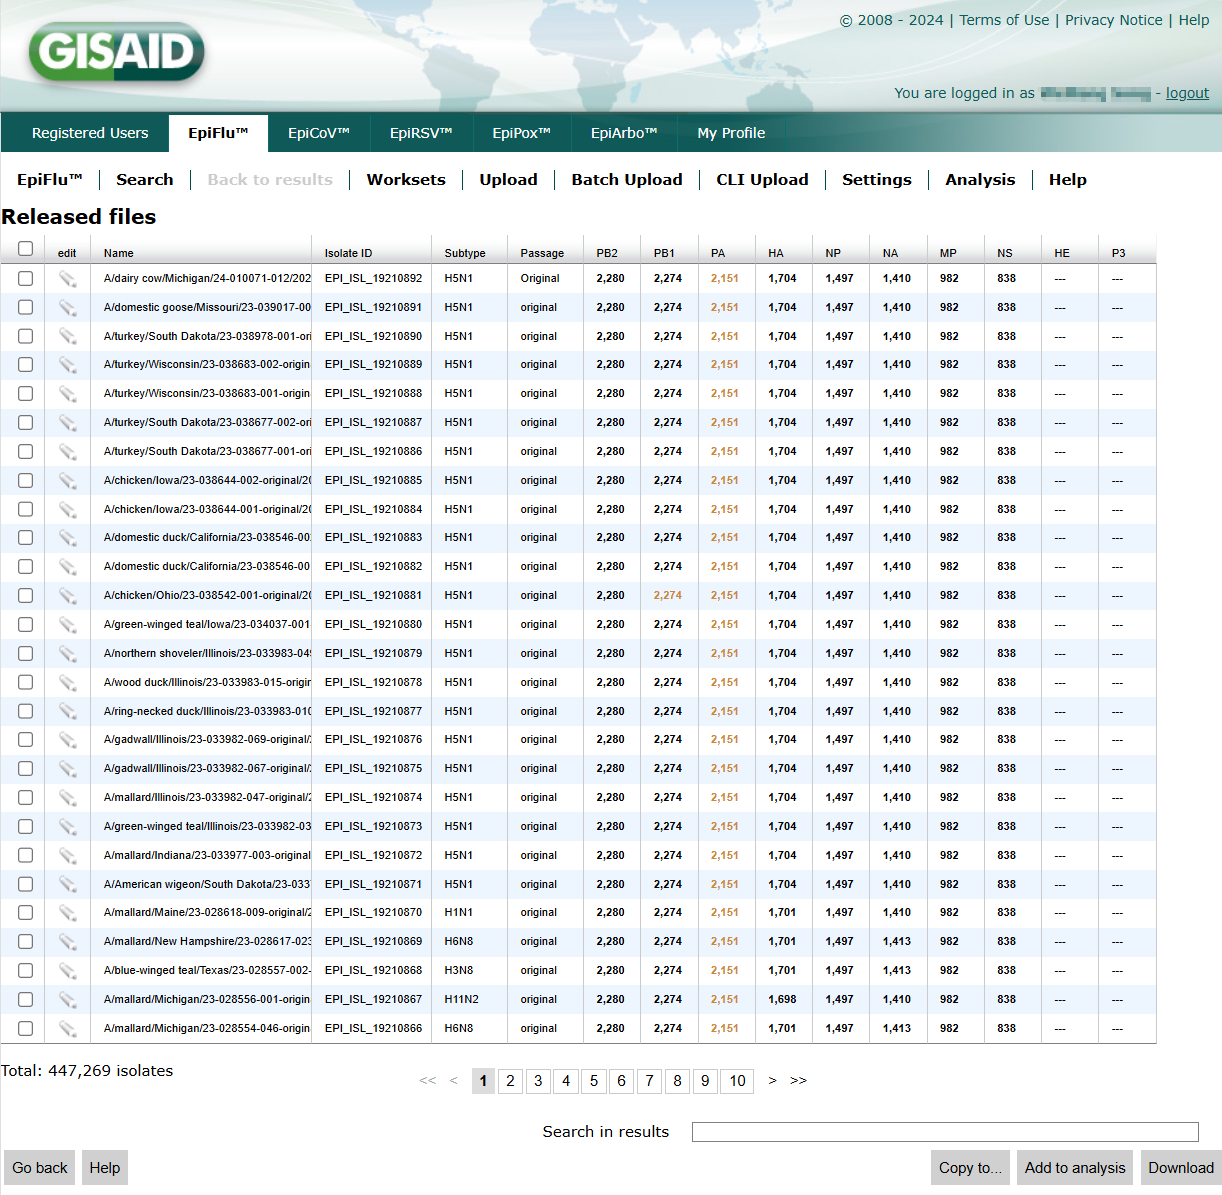 GISAID
© 2008 - 2024 | Terms of Use | Privacy Notice | Help
You are logged in as - logout
Registered Users EpiFlu™ EpiCoV™ EpiRSV™ EpiPox™ EpiArbo™ My Profile
EpiFlu™ | Search | Back to results | Worksets | Upload | Batch Upload | CLI Upload | Settings | Analysis | Help
Released files
edit Name Isolate ID Subtype Passage PB2 PB1 PA HA NP NA MP NS HE P3
A/dairy cow/Michigan/24-010071-012/202 EPI_ISL_19210892 H5N1 Original 2,280 2,274 2,151 1,704 1,497 1,410 982 838 --- ---
A/domestic goose/Missouri/23-039017-00 EPI_ISL_19210891 H5N1 original 2,280 2,274 2,151 1,704 1,497 1,410 982 838 --- ---
A/turkey/South Dakota/23-038978-001-ori EPI_ISL_19210890 H5N1 original 2,280 2,274 2,151 1,704 1,497 1,410 982 838 --- ---
A/turkey/Wisconsin/23-038683-002-origin EPI_ISL_19210889 H5N1 original 2,280 2,274 2,151 1,704 1,497 1,410 982 838 --- ---
A/turkey/Wisconsin/23-038683-001-origin EPI_ISL_19210888 H5N1 original 2,280 2,274 2,151 1,704 1,497 1,410 982 838 --- ---
A/turkey/South Dakota/23-038677-002-ori EPI_ISL_19210887 H5N1 original 2,280 2,274 2,151 1,704 1,497 1,410 982 838 --- ---
A/turkey/South Dakota/23-038677-001-ori EPI_ISL_19210886 H5N1 original 2,280 2,274 2,151 1,704 1,497 1,410 982 838 --- ---
A/chicken/Iowa/23-038644-002-original/20 EPI_ISL_19210885 H5N1 original 2,280 2,274 2,151 1,704 1,497 1,410 982 838 --- ---
A/chicken/Iowa/23-038644-001-original/20 EPI_ISL_19210884 H5N1 original 2,280 2,274 2,151 1,704 1,497 1,410 982 838 --- ---
A/domestic duck/California/23-038546-002 EPI_ISL_19210883 H5N1 original 2,280 2,274 2,151 1,704 1,497 1,410 982 838 --- ---
A/domestic duck/California/23-038546-00 EPI_ISL_19210882 H5N1 original 2,280 2,274 2,151 1,704 1,497 1,410 982 838 --- ---
A/chicken/Ohio/23-038542-001-original/20 EPI_ISL_19210881 H5N1 original 2,280 2,274 2,151 1,704 1,497 1,410 982 838 --- ---
A/green-winged teal/Iowa/23-034037-001 EPI_ISL_19210880 H5N1 original 2,280 2,274 2,151 1,704 1,497 1,410 982 838 --- ---
A/northern shoveler/Illinois/23-033983-049 EPI_ISL_19210879 H5N1 original 2,280 2,274 2,151 1,704 1,497 1,410 982 838 --- ---
A/wood duck/Illinois/23-033983-015-origir EPI_ISL_19210878 H5N1 original 2,280 2,274 2,151 1,704 1,497 1,410 982 838 --- ---
A/ring-necked duck/Illinois/23-033983-010 EPI_ISL_19210877 H5N1 original 2,280 2,274 2,151 1,704 1,497 1,410 982 838 --- ---
A/gadwall/Illinois/23-033982-069-original/2 EPI_ISL_19210876 H5N1 original 2,280 2,274 2,151 1,704 1,497 1,410 982 838 --- ---
A/gadwall/Illinois/23-033982-067-original/2 EPI_ISL_19210875 H5N1 original 2,280 2,274 2,151 1,704 1,497 1,410 982 838 --- ---
A/mallard/Illinois/23-033982-047-original/2 EPI_ISL_19210874 H5N1 original 2,280 2,274 2,151 1,704 1,497 1,410 982 838 --- ---
A/green-winged teal/Illinois/23-033982-03 EPI_ISL_19210873 H5N1 original 2,280 2,274 2,151 1,704 1,497 1,410 982 838 --- ---
A/mallard/Indiana/23-033977-003-original EPI_ISL_19210872 H5N1 original 2,280 2,274 2,151 1,704 1,497 1,410 982 838 --- ---
A/American wigeon/South Dakota/23-0337 EPI_ISL_19210871 H5N1 original 2,280 2,274 2,151 1,704 1,497 1,410 982 838 --- ---
A/mallard/Maine/23-028618-009-original/2 EPI_ISL_19210870 H1N1 original 2,280 2,274 2,151 1,701 1,497 1,410 982 838 --- ---
A/mallard/New Hampshire/23-028617-023 EPI_ISL_19210869 H6N8 original 2,280 2,274 2,151 1,701 1,497 1,413 982 838 --- ---
A/blue-winged teal/Texas/23-028557-002- EPI_ISL_19210868 H3N8 original 2,280 2,274 2,151 1,701 1,497 1,413 982 838 --- ---
A/mallard/Michigan/23-028556-001-origin EPI_ISL_19210867 H11N2 original 2,280 2,274 2,151 1,698 1,497 1,410 982 838 --- ---
A/mallard/Michigan/23-028554-046-origin EPI_ISL_19210866 H6N8 original 2,280 2,274 2,151 1,701 1,497 1,413 982 838 --- ---
Total: 447,269 isolates
<< < 1 2 3 4 5 6 7 8 9 10 > >>
Search in results
Go back Help Copy to... Add to analysis Download